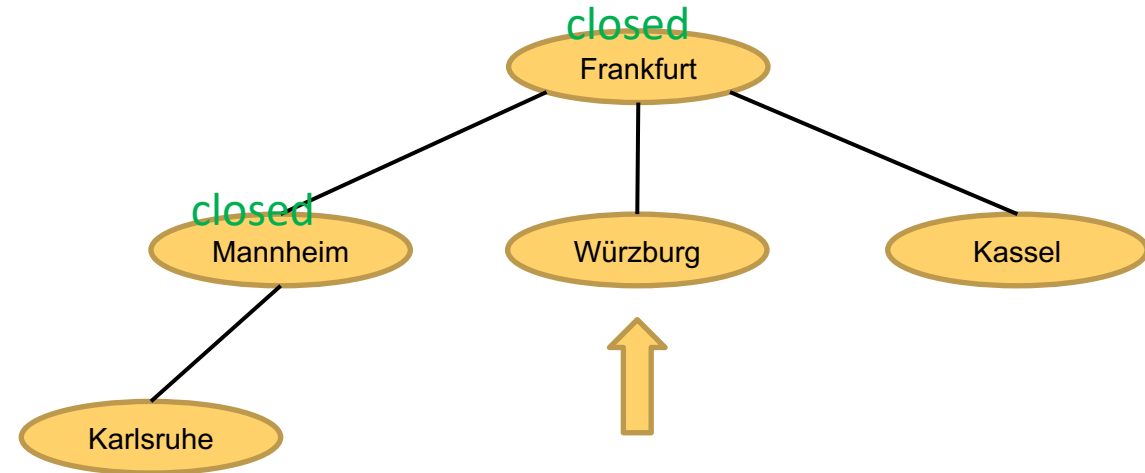 closed
Frankfurt
closed
Mannheim
Würzburg
Kassel
Karlsruhe